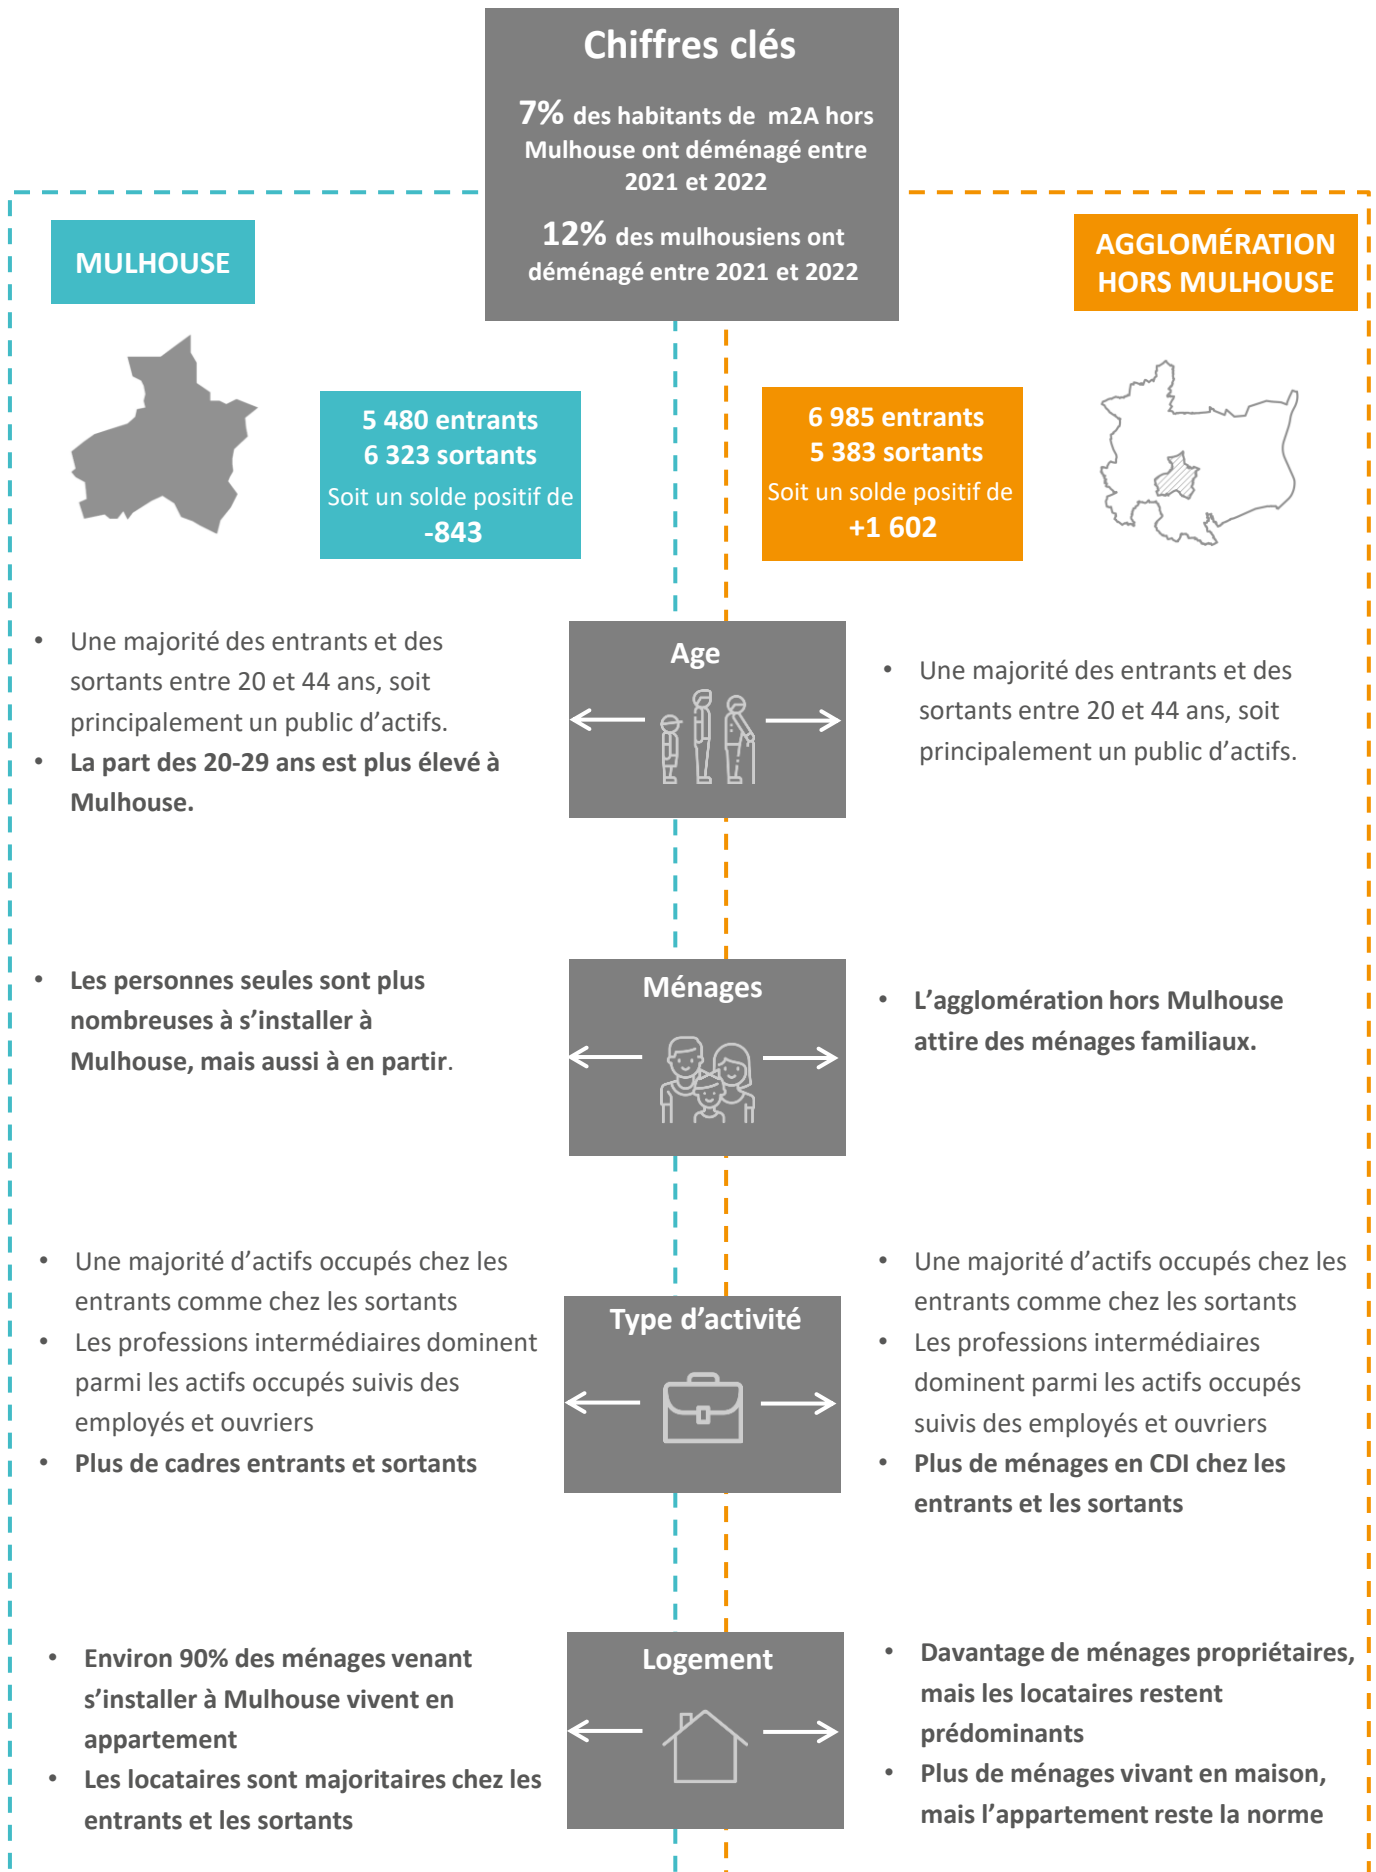 Chiffres clés
7% des habitants de m2A hors
Mulhouse ont déménagé entre
2021 et 2022
12% des mulhousiens ont
déménagé entre 2021 et 2022
MULHOUSE
AGGLOMÉRATION
HORS MULHOUSE
5 480 entrants
6 323 sortants
Soit un solde positif de
-843
6 985 entrants
5 383 sortants
Soit un solde positif de
+1 602
Age
• Une majorité des entrants et des
sortants entre 20 et 44 ans, soit
principalement un public d’actifs.
• La part des 20-29 ans est plus élevé à
Mulhouse.
• Une majorité des entrants et des
sortants entre 20 et 44 ans, soit
principalement un public d’actifs.
Ménages
• Les personnes seules sont plus
nombreuses à s’installer à
Mulhouse, mais aussi à en partir.
• L’agglomération hors Mulhouse
attire des ménages familiaux.
Type d’activité
• Une majorité d’actifs occupés chez les
entrants comme chez les sortants
• Les professions intermédiaires dominent
parmi les actifs occupés suivis des
employés et ouvriers
• Plus de cadres entrants et sortants
• Une majorité d’actifs occupés chez les
entrants comme chez les sortants
• Les professions intermédiaires
dominent parmi les actifs occupés
suivis des employés et ouvriers
• Plus de ménages en CDI chez les
entrants et les sortants
Logement
• Environ 90% des ménages venant
s’installer à Mulhouse vivent en
appartement
• Les locataires sont majoritaires chez les
entrants et les sortants
• Davantage de ménages propriétaires,
mais les locataires restent
prédominants
• Plus de ménages vivant en maison,
mais l’appartement reste la norme